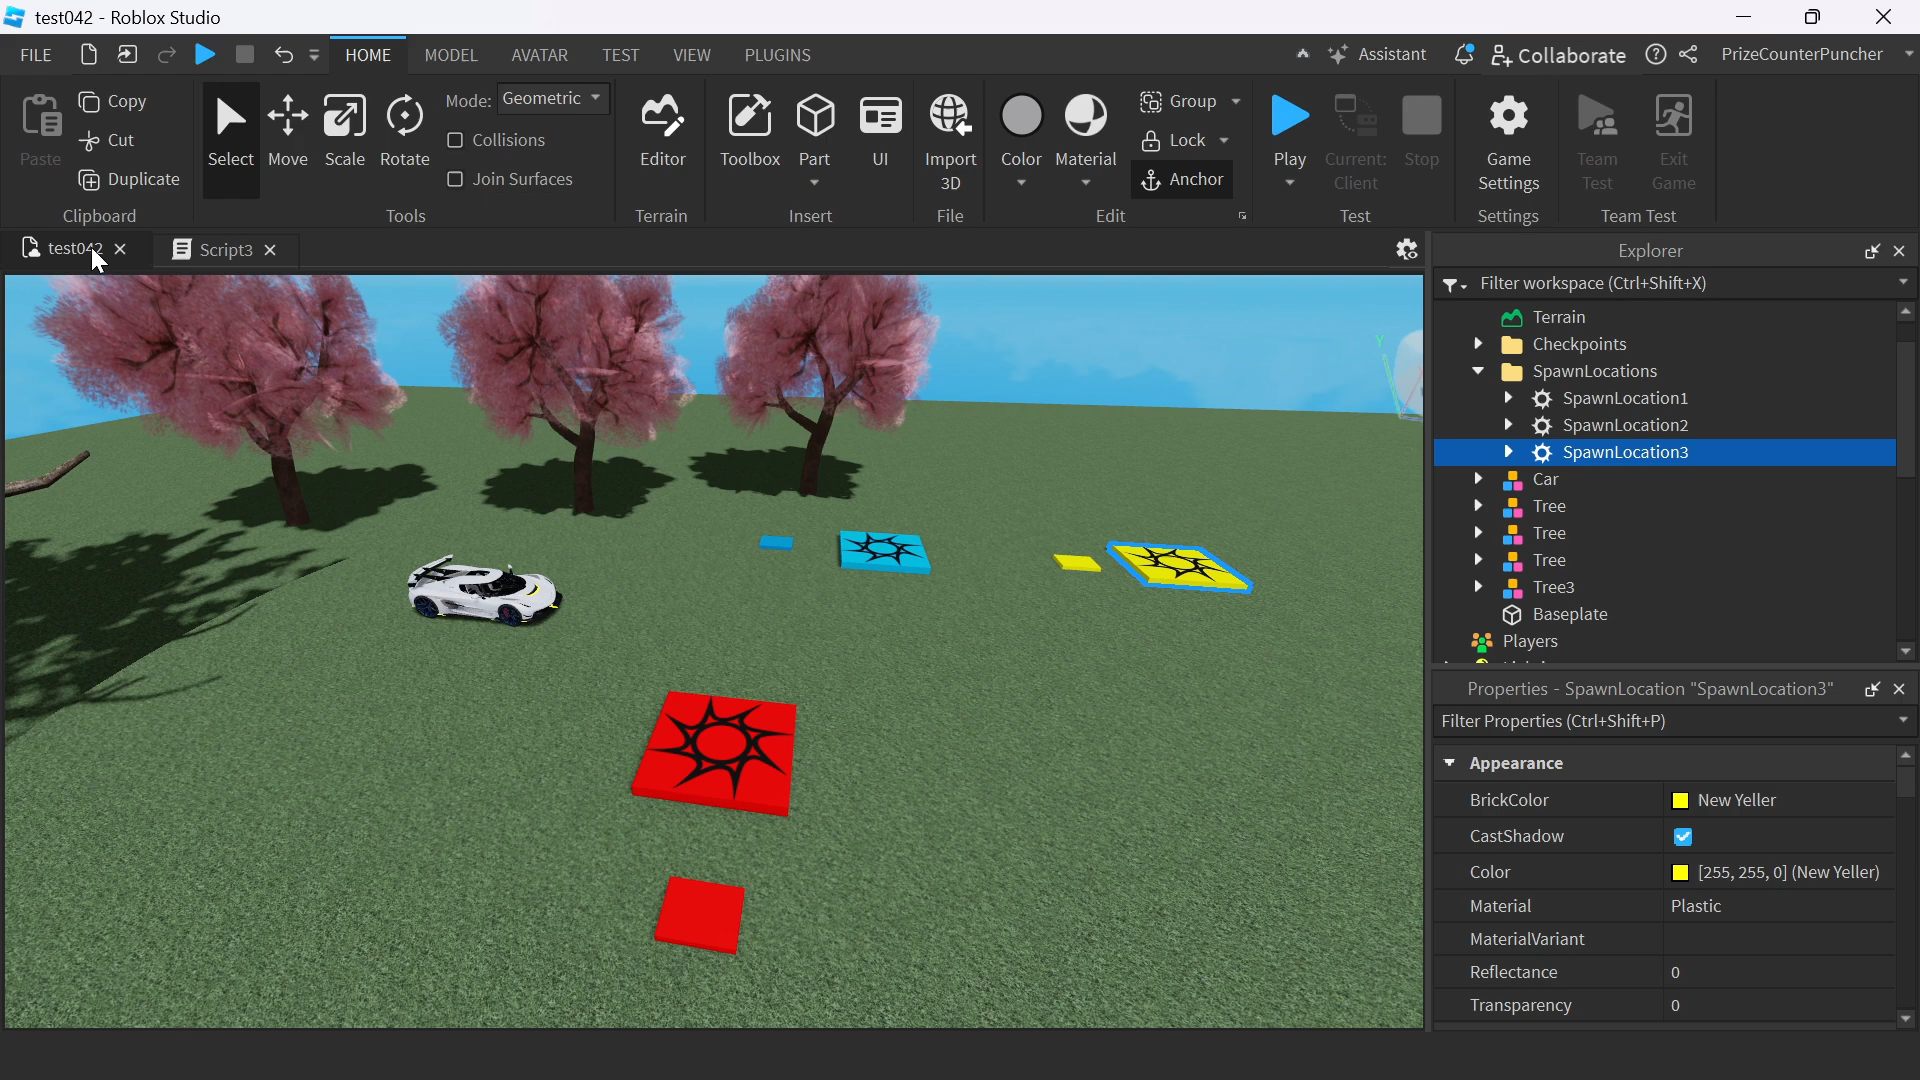 test042 - Roblox Studio
FILE
HOME
MODEL
AVATAR
TEST
VIEW
PLUGINS
Assistant
Collaborate
PrizeCounterPuncher
Paste
Copy
Cut
Duplicate
Clipboard
Select
Move
Scale
Rotate
Mode: Geometric
Collisions
Join Surfaces
Tools
Editor
Terrain
Toolbox
Part
UI
Insert
Import
3D
File
Color
Material
Group
Lock
Anchor
Edit
Play
Current:
Client
Stop
Test
Game
Settings
Settings
Team
Test
Exit
Game
Team Test
test042
Script3
Y
Explorer
Filter workspace (Ctrl+Shift+X)
Terrain
Checkpoints
SpawnLocations
SpawnLocation1
SpawnLocation2
SpawnLocation3
Car
Tree
Tree
Tree
Tree3
Baseplate
Players
Properties - SpawnLocation "SpawnLocation3"
Filter Properties (Ctrl+Shift+P)
Appearance
BrickColor New Yeller
CastShadow
Color [255, 255, 0] (New Yeller)
Material Plastic
MaterialVariant
Reflectance 0
Transparency 0